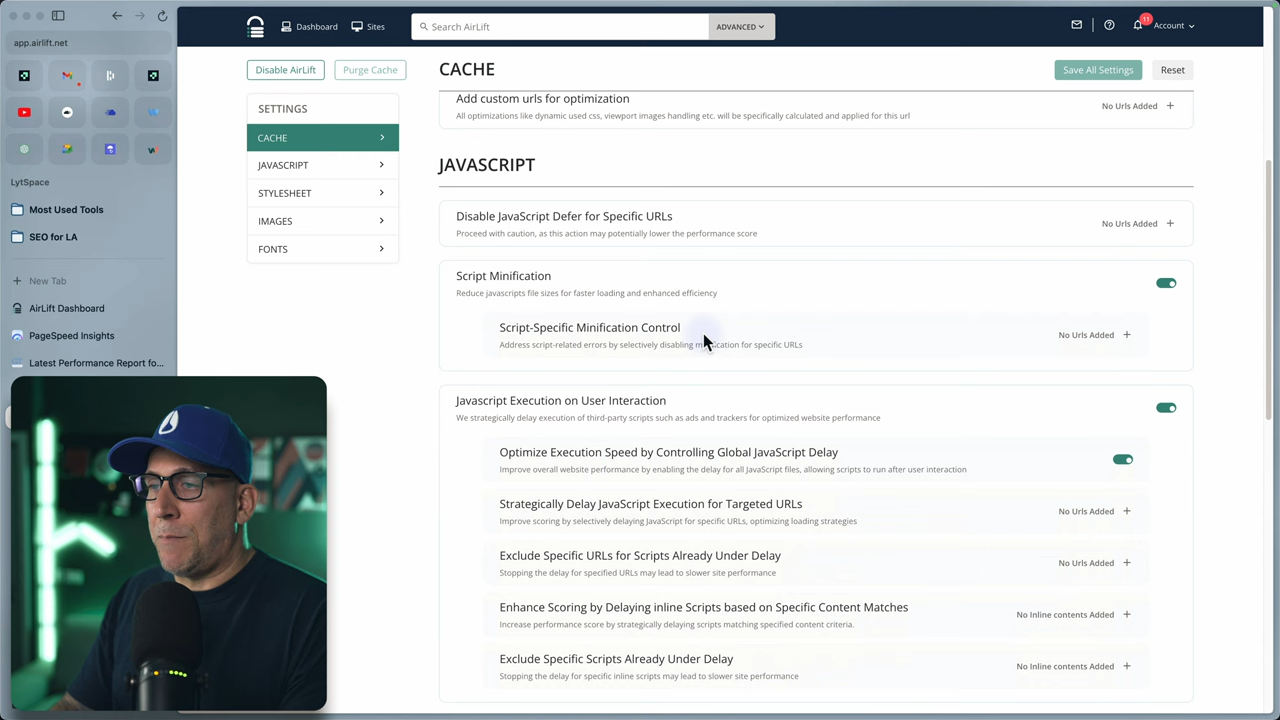 app.airlift.net
Dashboard
Sites
Search AirLift
ADVANCED
11
Account
Disable AirLift
Purge Cache
CACHE
Save All Settings
Reset
SETTINGS
CACHE
JAVASCRIPT
STYLESHEET
IMAGES
FONTS
LytSpace
Most Used Tools
SEO for LA
New Tab
AirLift Dashboard
PageSpeed Insights
Latest Performance Report fo...
Add custom urls for optimization
No Urls Added
All optimizations like dynamic used css, viewport images handling etc. will be specifically calculated and applied for this url
JAVASCRIPT
Disable JavaScript Defer for Specific URLs
No Urls Added
Proceed with caution, as this action may potentially lower the performance score
Script Minification
Reduce javascripts file sizes for faster loading and enhanced efficiency
Script-Specific Minification Control
No Urls Added
Address script-related errors by selectively disabling minification for specific URLs
Javascript Execution on User Interaction
We strategically delay execution of third-party scripts such as ads and trackers for optimized website performance
Optimize Execution Speed by Controlling Global JavaScript Delay
Improve overall website performance by enabling the delay for all JavaScript files, allowing scripts to run after user interaction
Strategically Delay JavaScript Execution for Targeted URLs
No Urls Added
Improve scoring by selectively delaying JavaScript for specific URLs, optimizing loading strategies
Exclude Specific URLs for Scripts Already Under Delay
No Urls Added
Stopping the delay for specified URLs may lead to slower site performance
Enhance Scoring by Delaying inline Scripts based on Specific Content Matches
No Inline contents Added
Increase performance score by strategically delaying scripts matching specified content criteria.
Exclude Specific Scripts Already Under Delay
No Inline contents Added
Stopping the delay for specific inline scripts may lead to slower site performance